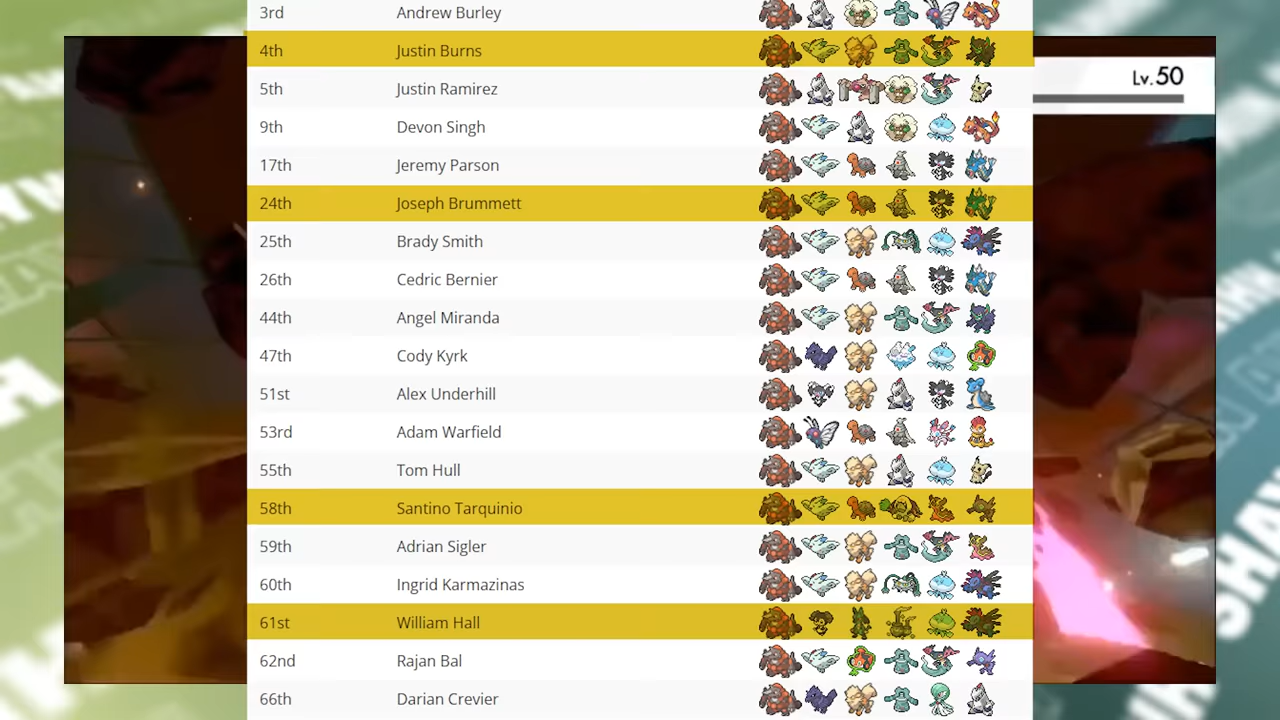 3rd Andrew Burley
4th Justin Burns
5th Justin Ramirez
Lv.50
9th Devon Singh
17th Jeremy Parson
24th Joseph Brummett
25th Brady Smith
26th Cedric Bernier
44th Angel Miranda
47th Cody Kyrk
51st Alex Underhill
53rd Adam Warfield
55th Tom Hull
58th Santino Tarquinio
59th Adrian Sigler
60th Ingrid Karmazinas
61st William Hall
62nd Rajan Bal
66th Darian Crevier